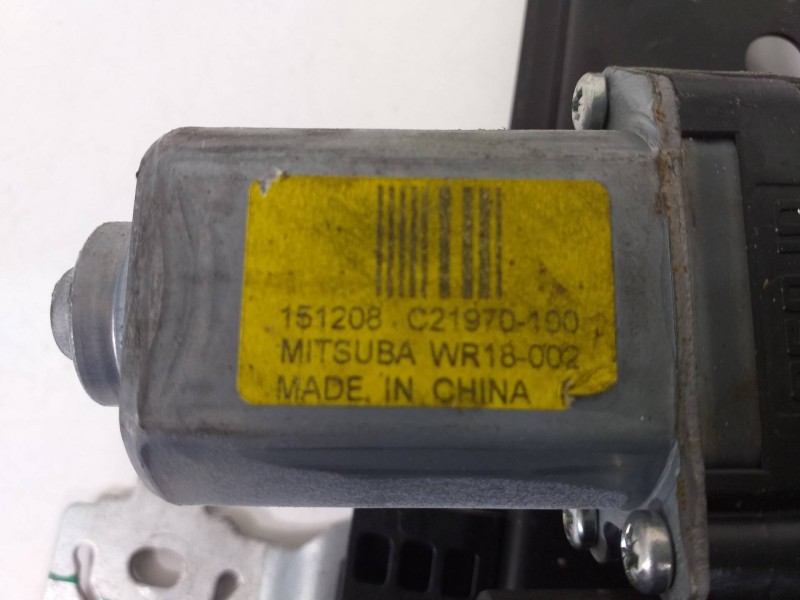 151208 C21970-100
MITSUBA WR18-002
MADE IN CHINA